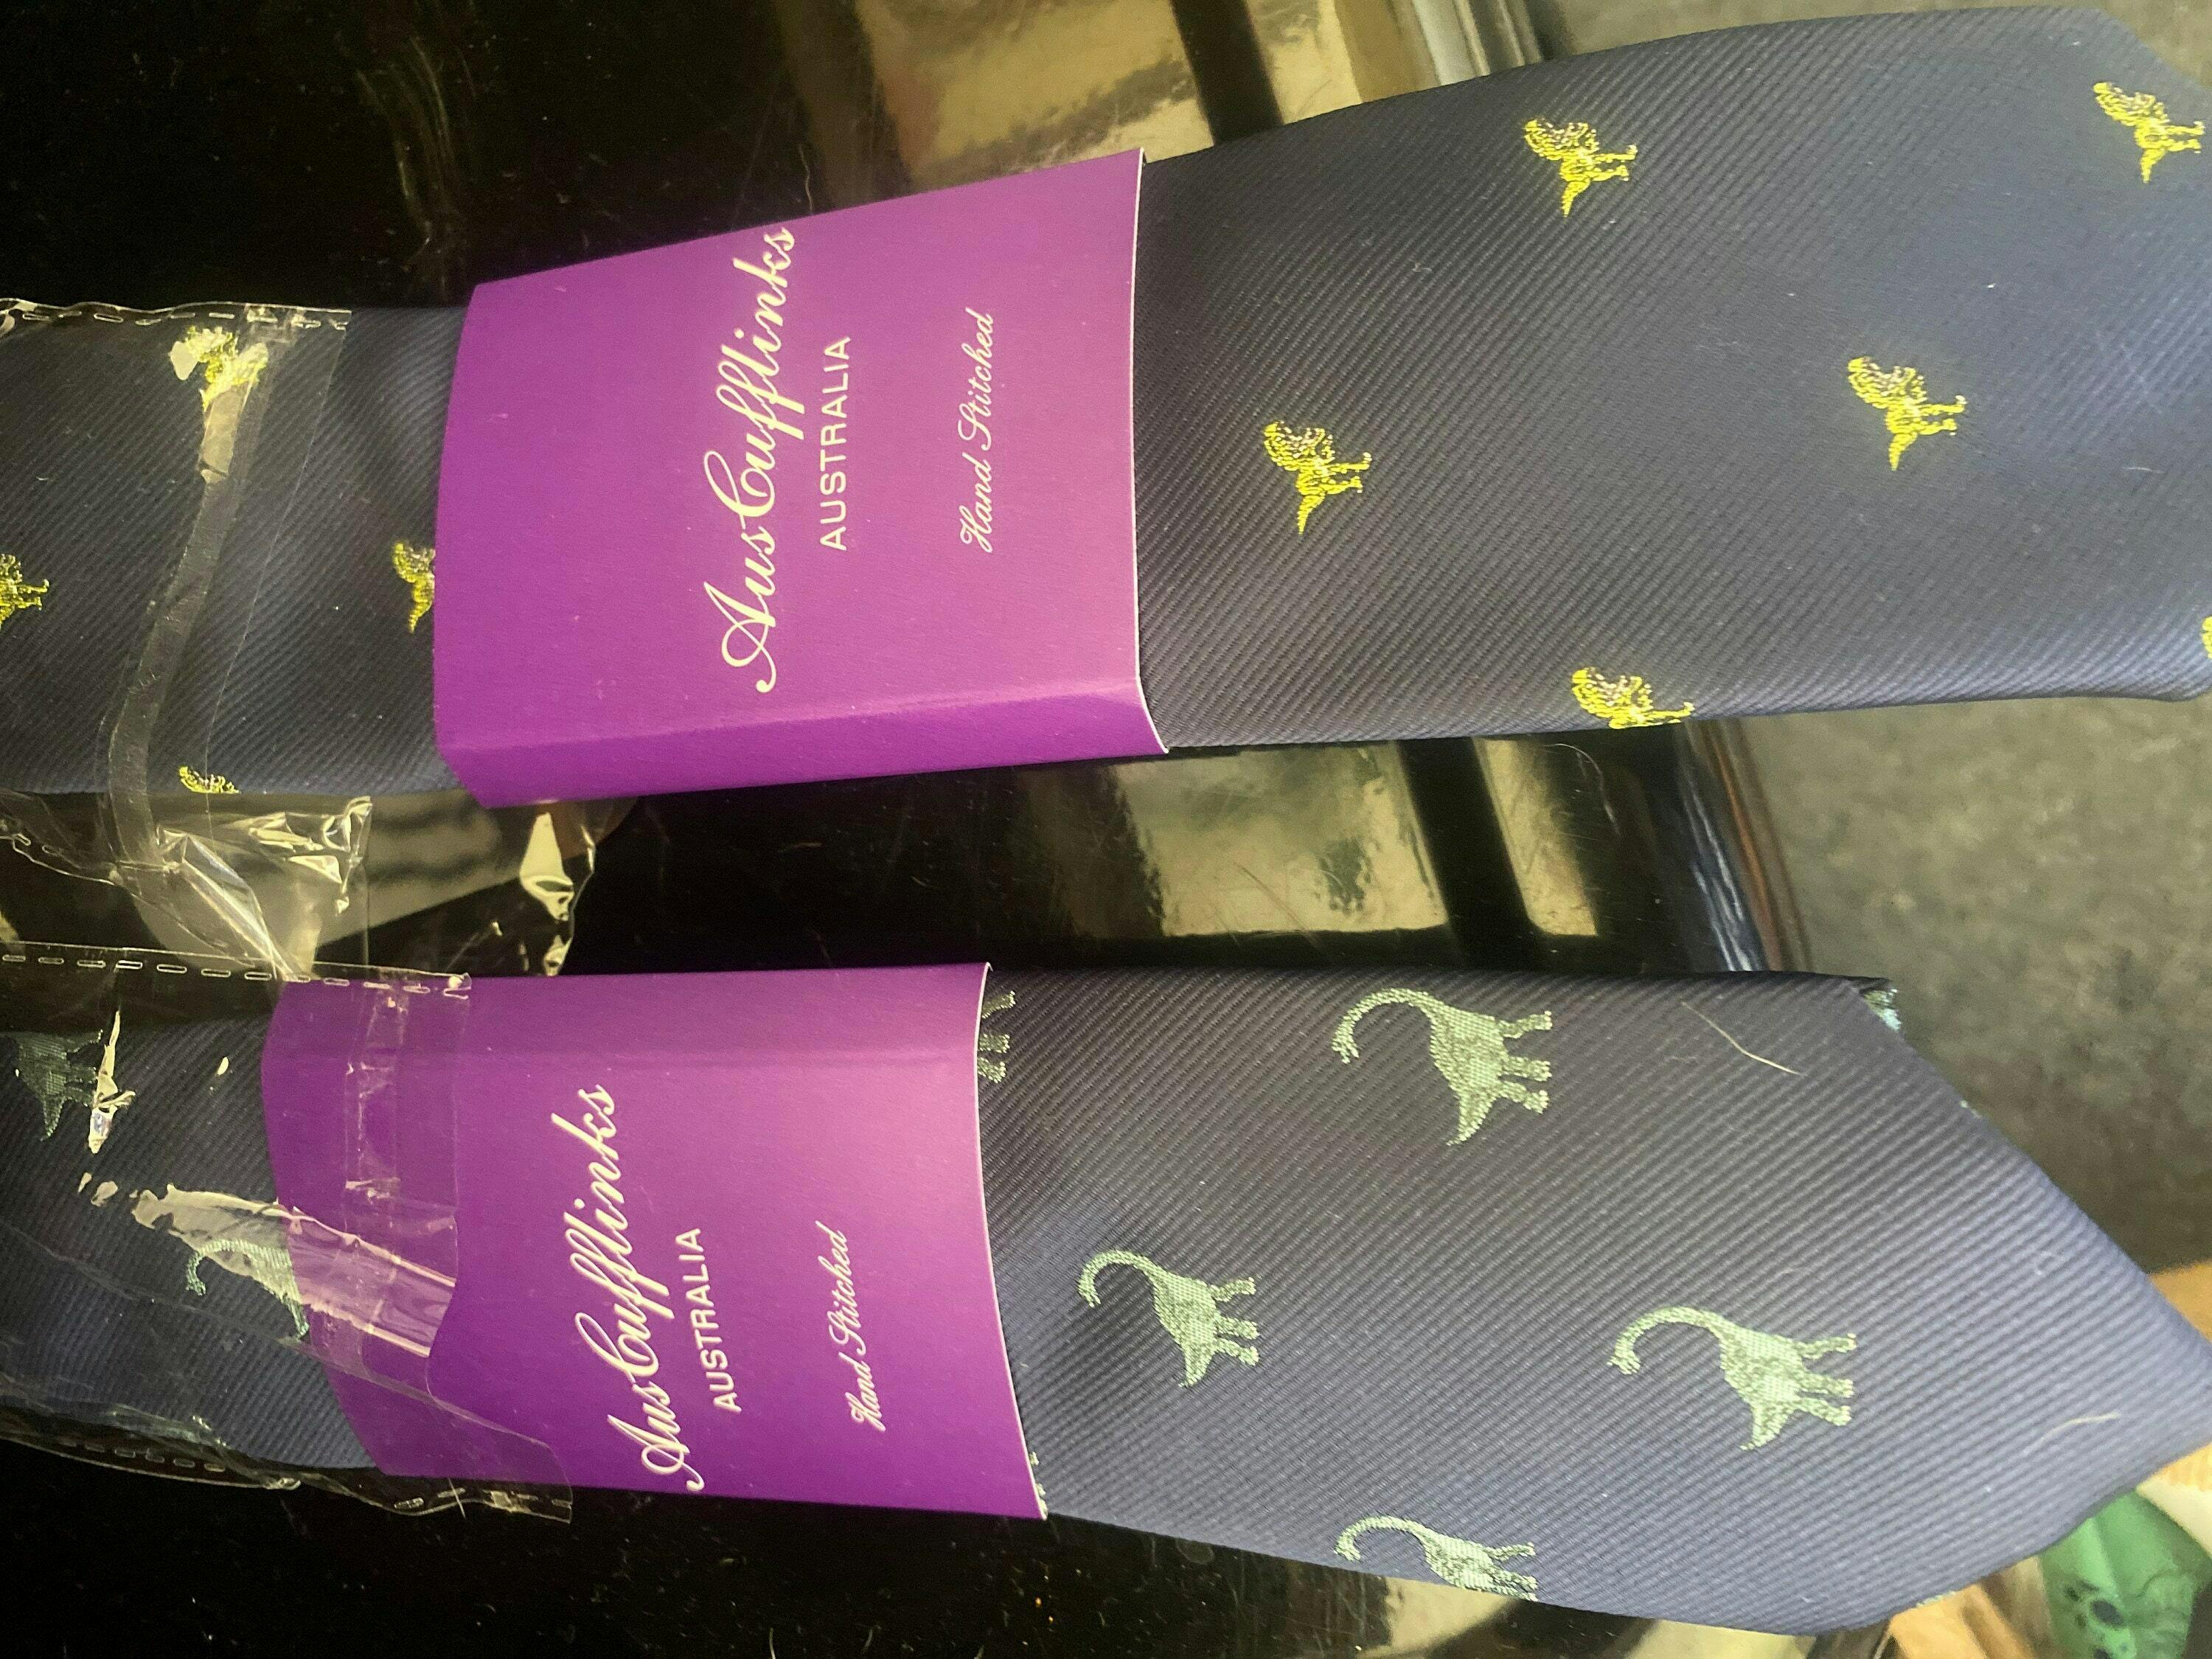 AusCufflinks
AUSTRALIA
Hand Stitched
AusCufflinks
AUSTRALIA
Hand Stitched